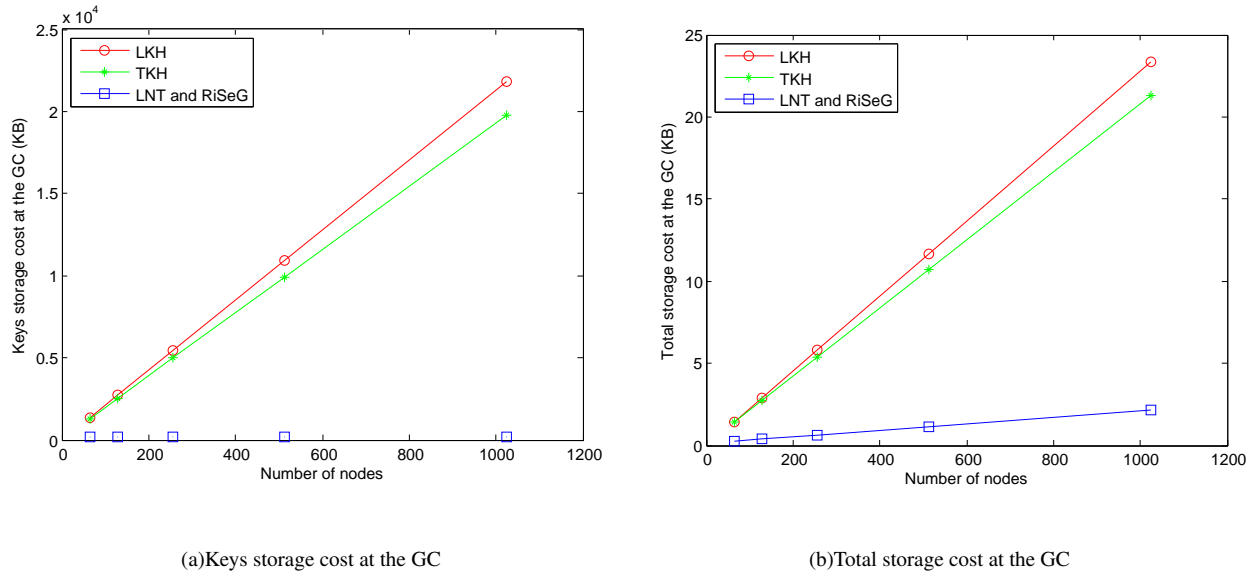 x 10^4
2.5
2
1.5
1
0.5
0
Keys storage cost at the GC (KB)
LKH
TKH
LNT and RiSeG
0 200 400 600 800 1000 1200
Number of nodes
(a)Keys storage cost at the GC
25
20
15
10
5
0
Total storage cost at the GC (KB)
LKH
TKH
LNT and RiSeG
0 200 400 600 800 1000 1200
Number of nodes
(b)Total storage cost at the GC